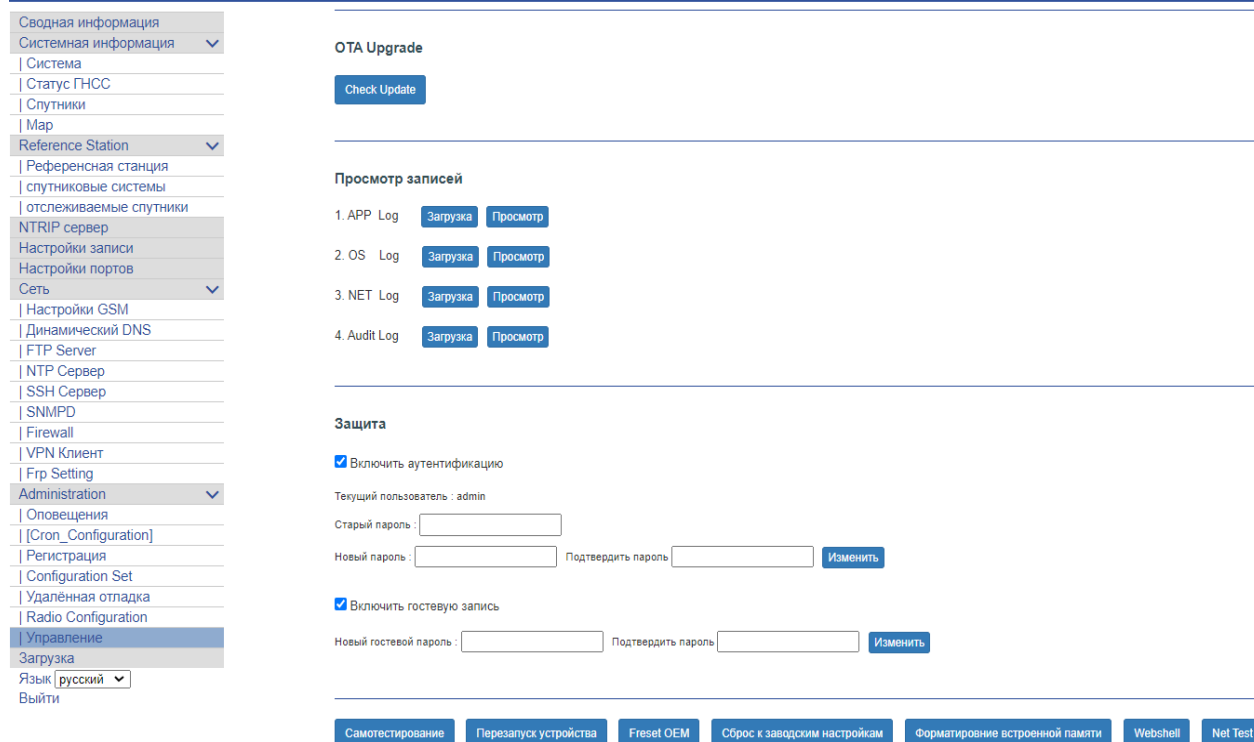 Сводная информация
Системная информация
| Система
| Статус ГНСС
| Спутники
| Map
Reference Station
| Референсная станция
| спутниковые системы
| отслеживаемые спутники
NTRIP сервер
Настройки записи
Настройки портов
Сеть
| Настройки GSM
| Динамический DNS
| FTP Server
| NTP Сервер
| SSH Сервер
| SNMPD
| Firewall
| VPN Клиент
| Frp Setting
Administration
| Оповещения
| [Cron_Configuration]
| Регистрация
| Configuration Set
| Удалённая отладка
| Radio Configuration
| Управление
Загрузка
Язык русский
Выйти
OTA Upgrade
Check Update
Просмотр записей
1. APP Log Загрузка Просмотр
2. OS Log Загрузка Просмотр
3. NET Log Загрузка Просмотр
4. Audit Log Загрузка Просмотр
Защита
Включить аутентификацию
Текущий пользователь : admin
Старый пароль :
Новый пароль : Подтвердить пароль Изменить
Включить гостевую запись
Новый гостевой пароль : Подтвердить пароль Изменить
Самотестирование Перезапуск устройства Freset OEM Сброс к заводским настройкам Форматировние встроенной памяти Webshell Net Test